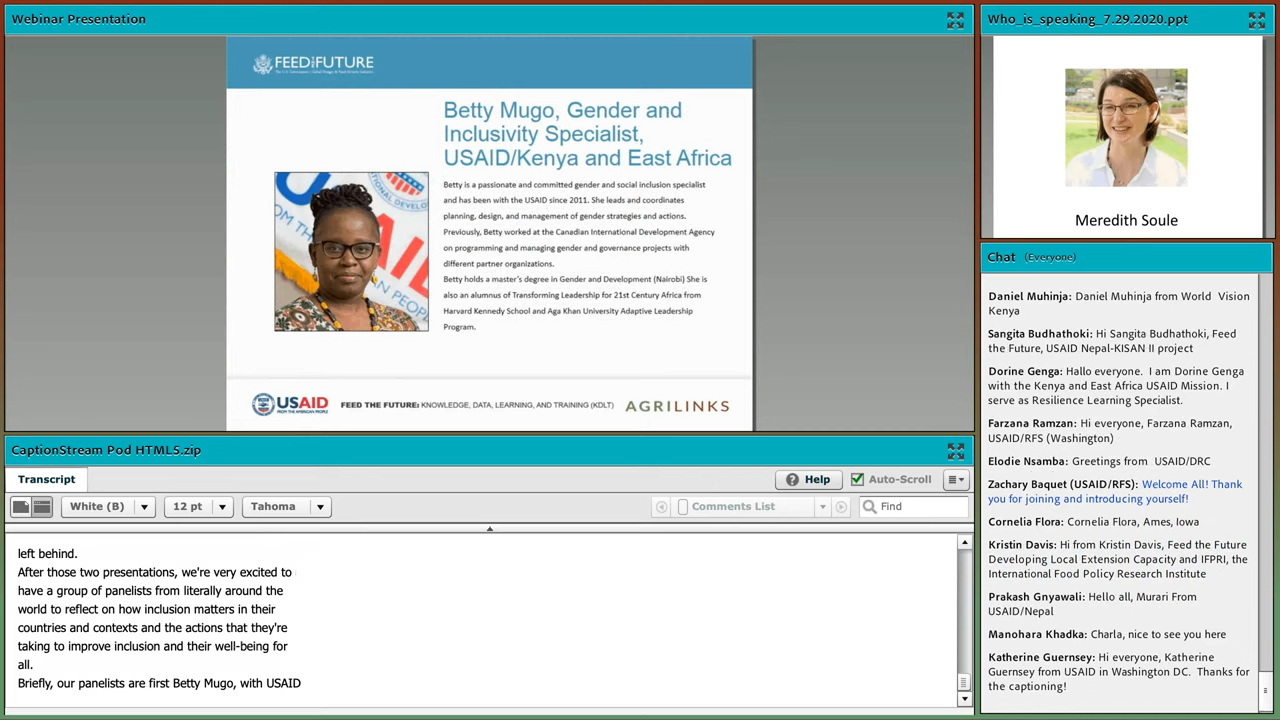 Webinar Presentation
FEED THE FUTURE
Betty Mugo, Gender and
Inclusivity Specialist,
USAID/Kenya and East Africa
Betty is a passionate and committed gender and social inclusion specialist
and has been with the USAID since 2011. She leads and coordinates
planning, design, and management of gender strategies and actions.
Previously, Betty worked at the Canadian International Development Agency
on programming and managing gender and governance projects with
different partner organizations.
Betty holds a master's degree in Gender and Development (Nairobi) She is
also an alumnus of Transforming Leadership for 21st Century Africa from
Harvard Kennedy School and Aga Khan University Adaptive Leadership
Program.
USAID
FROM THE AMERICAN PEOPLE
FEED THE FUTURE: KNOWLEDGE, DATA, LEARNING, AND TRAINING (KDLT)
AGRILINKS
Who_is_speaking_7.29.2020.ppt
Meredith Soule
Chat (Everyone)
Daniel Muhinja: Daniel Muhinja from World Vision
Kenya
Sangita Budhathoki: Hi Sangita Budhathoki, Feed
the Future, USAID Nepal-KISAN II project
Dorine Genga: Hallo everyone. I am Dorine Genga
with the Kenya and East Africa USAID Mission. I
serve as Resilience Learning Specialist.
Farzana Ramzan: Hi everyone, Farzana Ramzan,
USAID/RFS (Washington)
Elodie Nsamba: Greetings from USAID/DRC
Zachary Baquet (USAID/RFS): Welcome All! Thank
you for joining and introducing yourself!
Cornelia Flora: Cornelia Flora, Ames, Iowa
Kristin Davis: Hi from Kristin Davis, Feed the Future
Developing Local Extension Capacity and IFPRI, the
International Food Policy Research Institute
Prakash Gnyawali: Hello all, Murari From
USAID/Nepal
Manohara Khadka: Charla, nice to see you here
Katherine Guernsey: Hi everyone, Katherine
Guernsey from USAID in Washington DC. Thanks for
the captioning!
CaptionStream Pod HTML5.zip
Transcript
Help
Auto-Scroll
White (B)
12 pt
Tahoma
Comments List
Find
left behind.
After those two presentations, we're very excited to
have a group of panelists from literally around the
world to reflect on how inclusion matters in their
countries and contexts and the actions that they're
taking to improve inclusion and their well-being for
all.
Briefly, our panelists are first Betty Mugo, with USAID